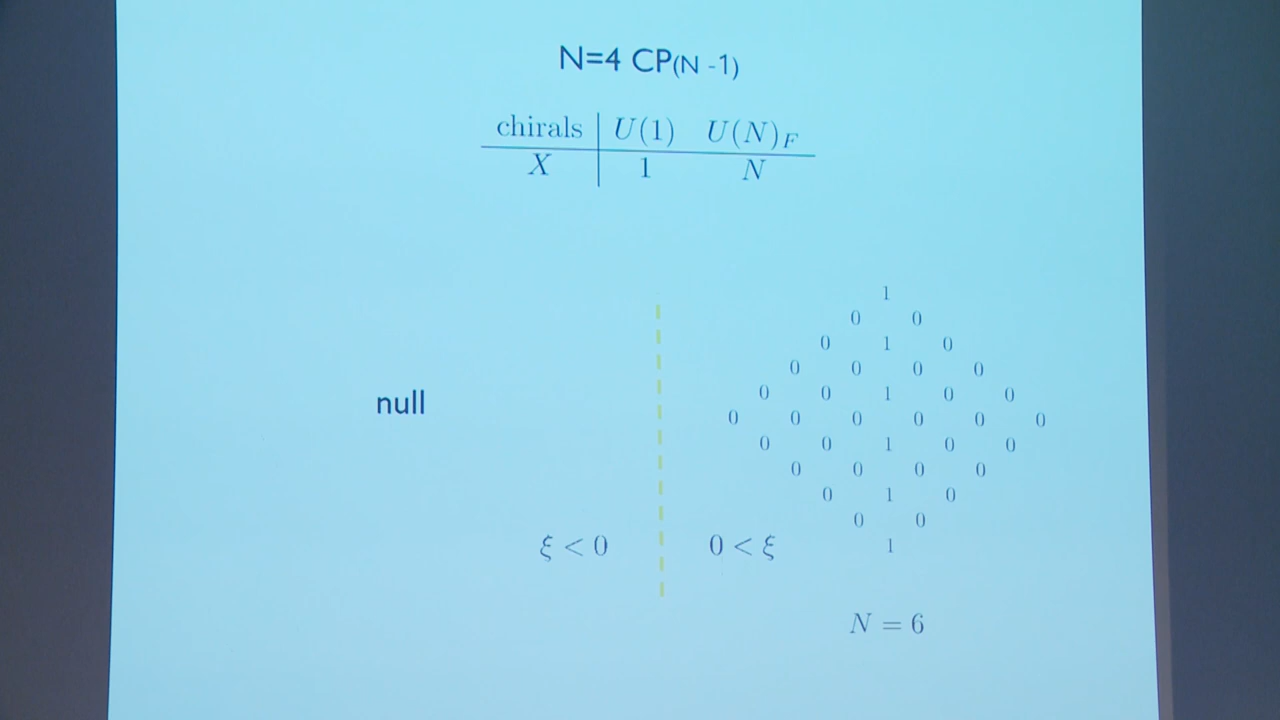 N=4 CP(N -1)
chirals U(1) U(N)F
X 1 N
1
0 0
0 1 0
0 0 0 0
0 0 1 0 0
0 0 0 0 0 0
0 0 1 0 0
0 0 0 0
0 1 0
0 0
1
null
ξ < 0
0 < ξ
N = 6